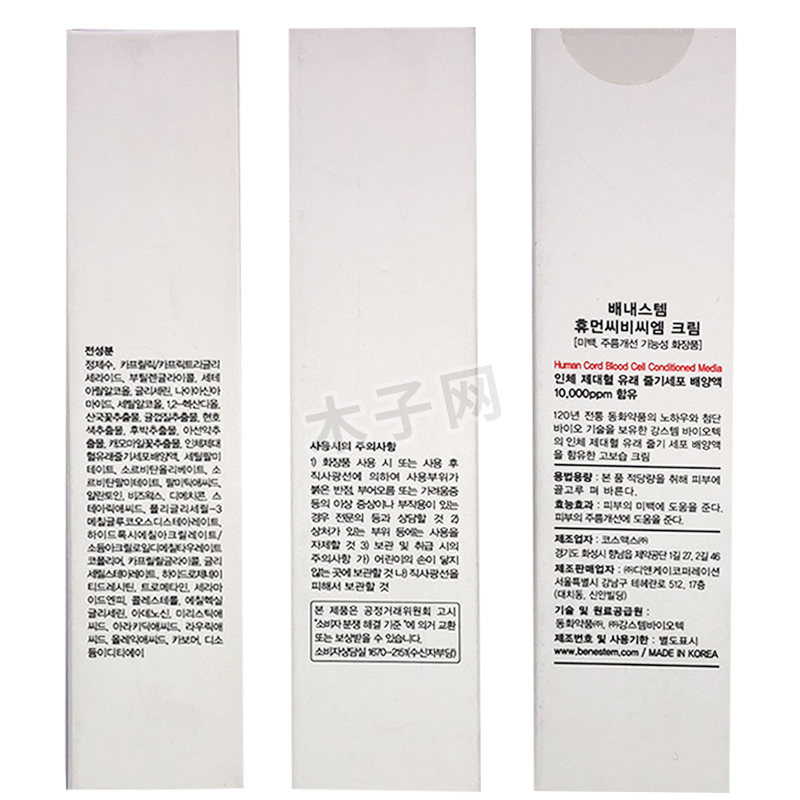 전성분
정제수, 카프릴릭/카프릭트라글리
세라이드, 부틸렌글라이콜, 세테
아릴알코올, 글리세린, 나이아신아
마이드, 세틸알코올, 1,2-헥산다이올,
산국꽃추출물, 귤껍질추출물, 현호
색추출물, 후박추출물, 아선약추
출물, 캐모마일꽃추출물, 인체제대
혈유래줄기세포배양액, 세틸팔미
테이트, 소르비탄올리베이트, 소
르비탄팔미테이트, 팔미틱애씨드,
알란토인, 비즈왁스, 디메치콘, 스
테아릭애씨드, 폴리글리세릴-3
메칠글루코오스디스테아레이트,
하이드록시에칠아크릴레이트/
소듐아크릴로일디메칠타우레이트
코폴리머, 카프릴릴글라이콜, 글리
세릴스테아레이트, 하이드로제네이
티드레시틴, 트로메타민, 세라마
이드엔피, 콜레스테롤, 에칠헥실
글리세린, 아데노신, 미리스틱애
씨드, 아라키딕애씨드, 라우릭애
씨드, 올레익애씨드, 카보머, 디소
듐이디티에이
사용시의 주의사항
1) 화장품 사용 시 또는 사용 후
직사광선에 의하여 사용부위가
붉은 반점, 부어오름 또는 가려움증
등의 이상 증상이나 부작용이 있는
경우 전문의 등과 상담할 것 2)
상처가 있는 부위 등에는 사용을
자제할 것 3) 보관 및 취급 시의
주의사항 가) 어린이의 손이 닿지
않는 곳에 보관할 것 나) 직사광선을
피해서 보관할 것
본 제품은 공정거래위원회 고시
"소비자 분쟁 해결 기준 "에 의거 교환
또는 보상받을 수 있습니다.
소비자상담실 1670-2151(수신자부담)
배내스템
휴먼씨비씨엠 크림
[미백, 주름개선 기능성 화장품]
Human Cord Blood Cell Conditioned Media
인체 제대혈 유래 줄기세포 배양액
10,000ppm 함유
120년 전통 동화약품의 노하우와 첨단
바이오 기술을 보유한 강스템 바이오텍
의 인체 제대혈 유래 줄기 세포 배양액
을 함유한 고보습 크림
용법용량 : 본 품 적당량을 취해 피부에
골고루 펴 바른다.
효능효과 : 피부의 미백에 도움을 준다.
피부의 주름개선에 도움을 준다.
제조업자 : 코스맥스㈜
경기도 화성시 향남읍 제약공단 1길 27, 2길 46
제조판매업자 : ㈜디앤케이코퍼레이션
서울특별시 강남구 테헤란로 512, 17층
(대치동, 신안빌딩)
기술 및 원료공급원 :
동화약품㈜, ㈜강스템바이오텍
제조번호 및 사용기한 : 별도표시
www.benestem.com / MADE IN KOREA
木子网